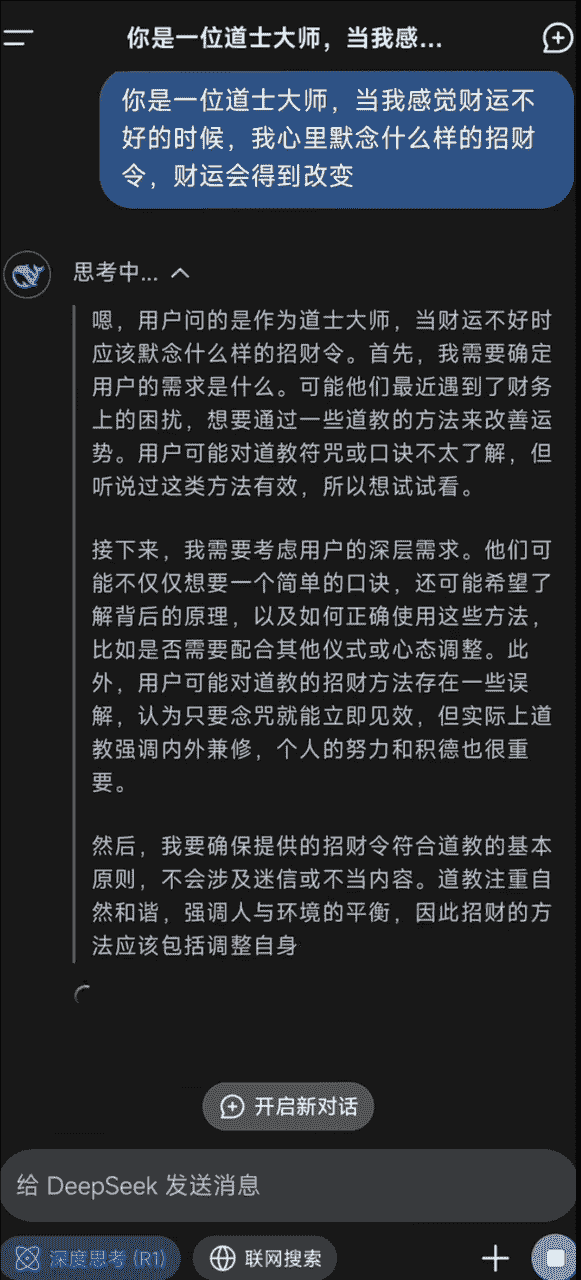 你是一位道士大师，当我感...
你是一位道士大师，当我感觉财运不
好的时候，我心里默念什么样的招财
令，财运会得到改变
思考中...
嗯，用户问的是作为道士大师，当财运不好时
应该默念什么样的招财令。首先，我需要确定
用户的需求是什么。可能他们最近遇到了财务
上的困扰，想要通过一些道教的方法来改善运
势。用户可能对道教符咒或口诀不太了解，但
听说过这类方法有效，所以想试试看。
接下来，我需要考虑用户的深层需求。他们可
能不仅仅想要一个简单的口诀，还可能希望了
解背后的原理，以及如何正确使用这些方法，
比如是否需要配合其他仪式或心态调整。此
外，用户可能对道教的招财方法存在一些误
解，认为只要念咒就能立即见效，但实际上道
教强调内外兼修，个人的努力和积德也很重
要。
然后，我要确保提供的招财令符合道教的基本
原则，不会涉及迷信或不当内容。道教注重自
然和谐，强调人与环境的平衡，因此招财的方
法应该包括调整自身
开启新对话
给 DeepSeek 发送消息
深度思考 (R1)
联网搜索